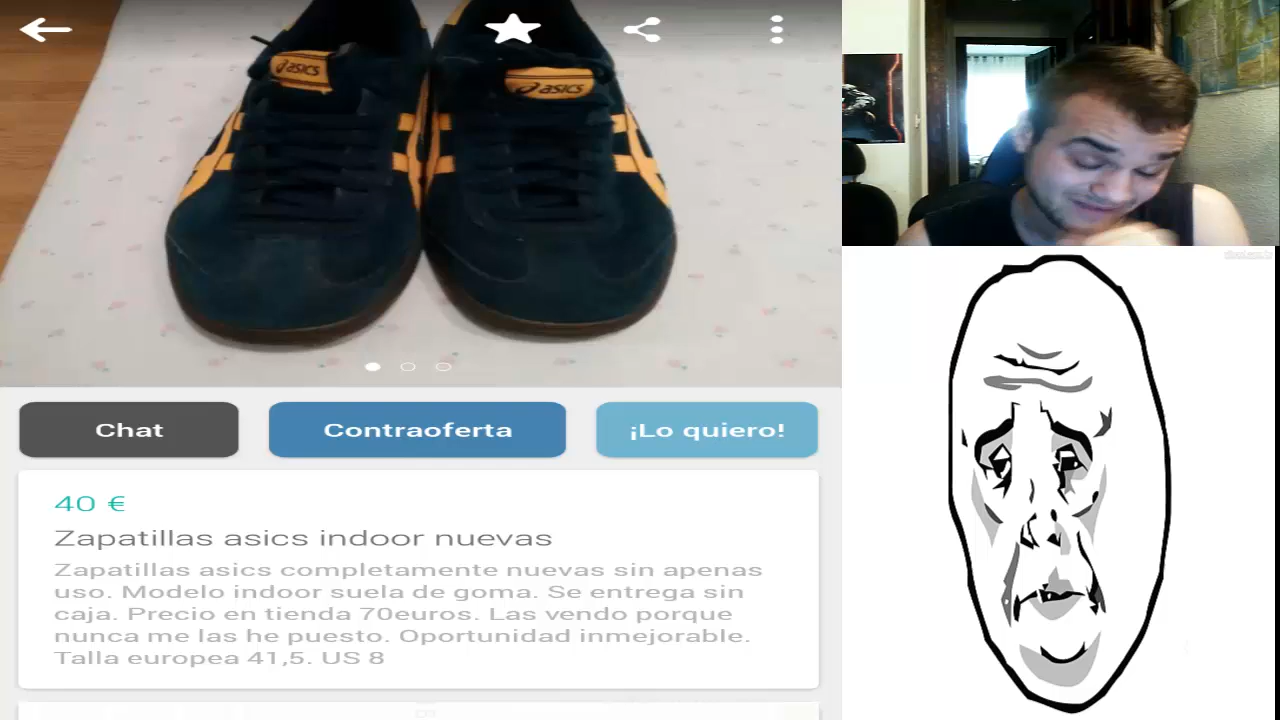 asics
asics
Chat
Contraoferta
¡Lo quiero!
40 €
Zapatillas asics indoor nuevas
Zapatillas asics completamente nuevas sin apenas
uso. Modelo indoor suela de goma. Se entrega sin
caja. Precio en tienda 70euros. Las vendo porque
nunca me las he puesto. Oportunidad inmejorable.
Talla europea 41,5. US 8